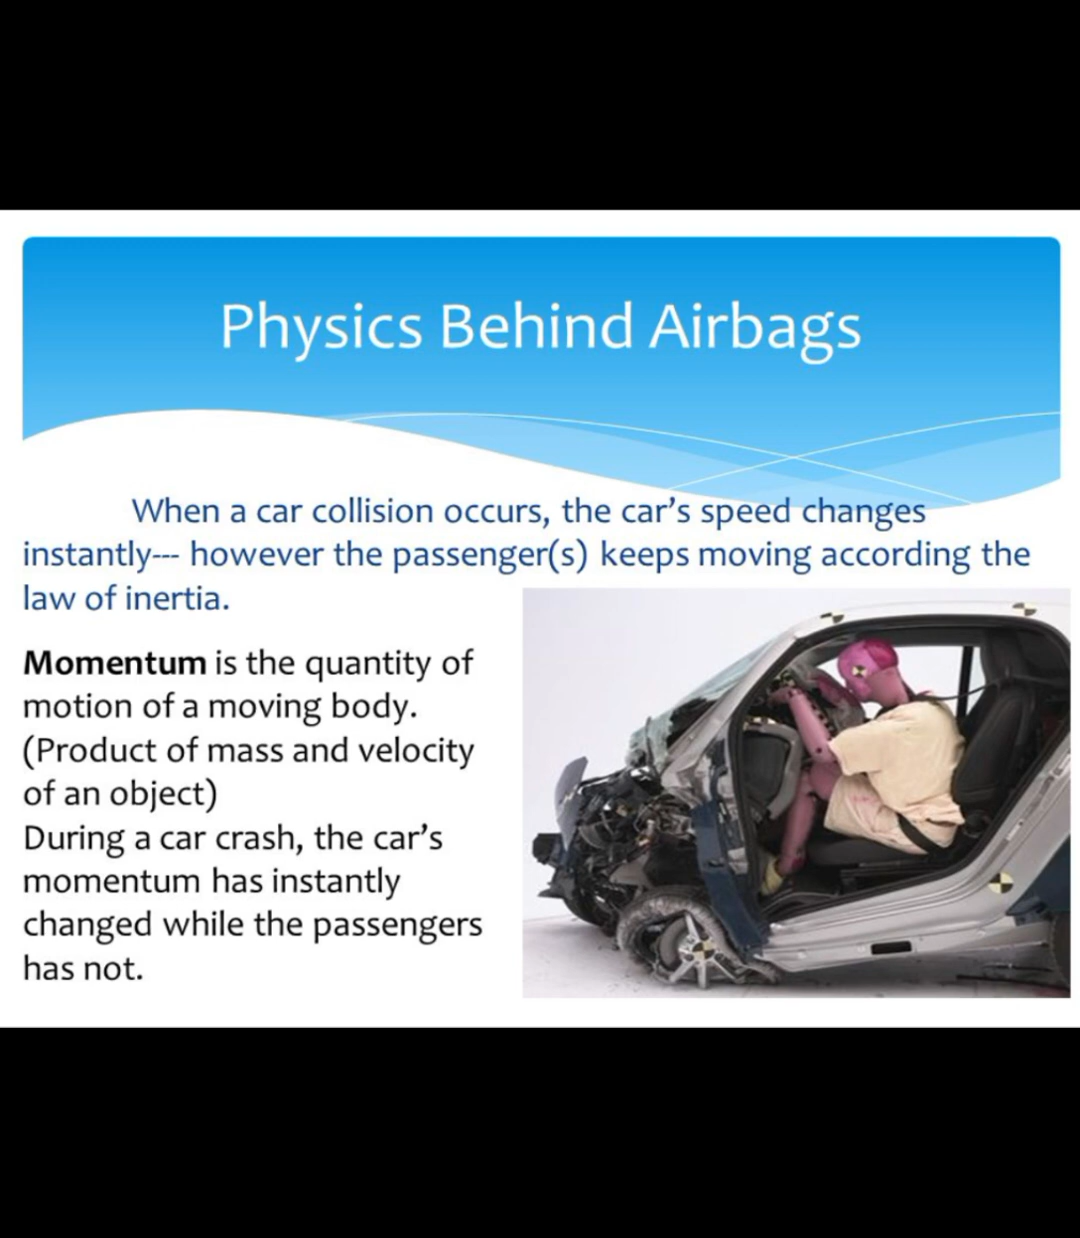 Physics Behind Airbags
When a car collision occurs, the car's speed changes
instantly--- however the passenger(s) keeps moving according the
law of inertia.
Momentum is the quantity of
motion of a moving body.
(Product of mass and velocity
of an object)
During a car crash, the car's
momentum has instantly
changed while the passengers
has not.